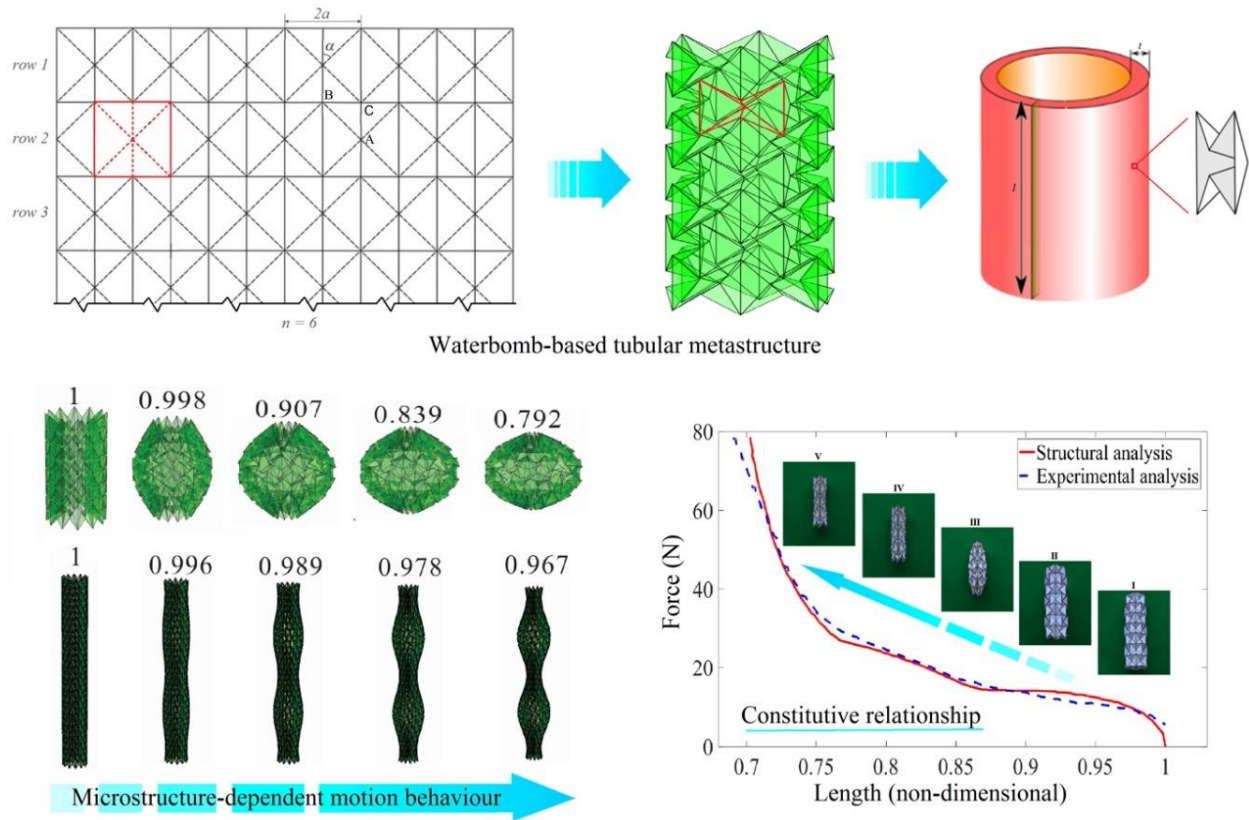 2a
α
row 1
B
C
row 2
A
row 3
n = 6
t
l
Waterbomb-based tubular metastructure
1
0.998
0.907
0.839
0.792
1
0.996
0.989
0.978
0.967
Microstructure-dependent motion behaviour
80
60
40
20
0
Force (N)
Structural analysis
Experimental analysis
V
IV
III
II
I
Constitutive relationship
0.7
0.75
0.8
0.85
0.9
0.95
1
Length (non-dimensional)